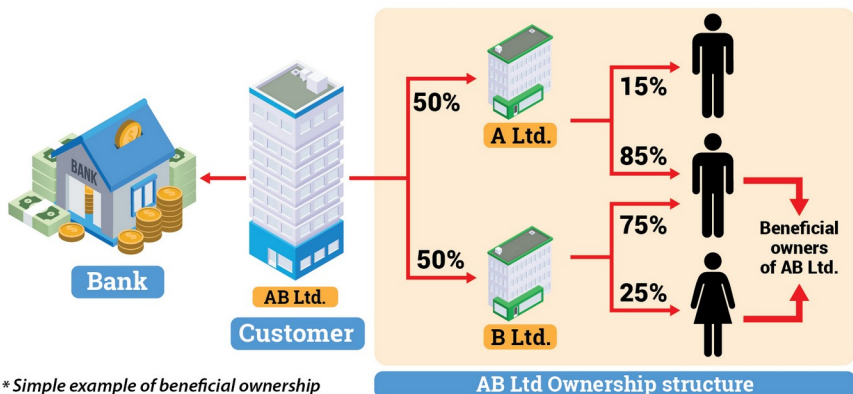 BANK
Bank
AB Ltd.
Customer
50%
50%
A Ltd.
B Ltd.
15%
85%
75%
25%
Beneficial
owners
of AB Ltd.
* Simple example of beneficial ownership
AB Ltd Ownership structure